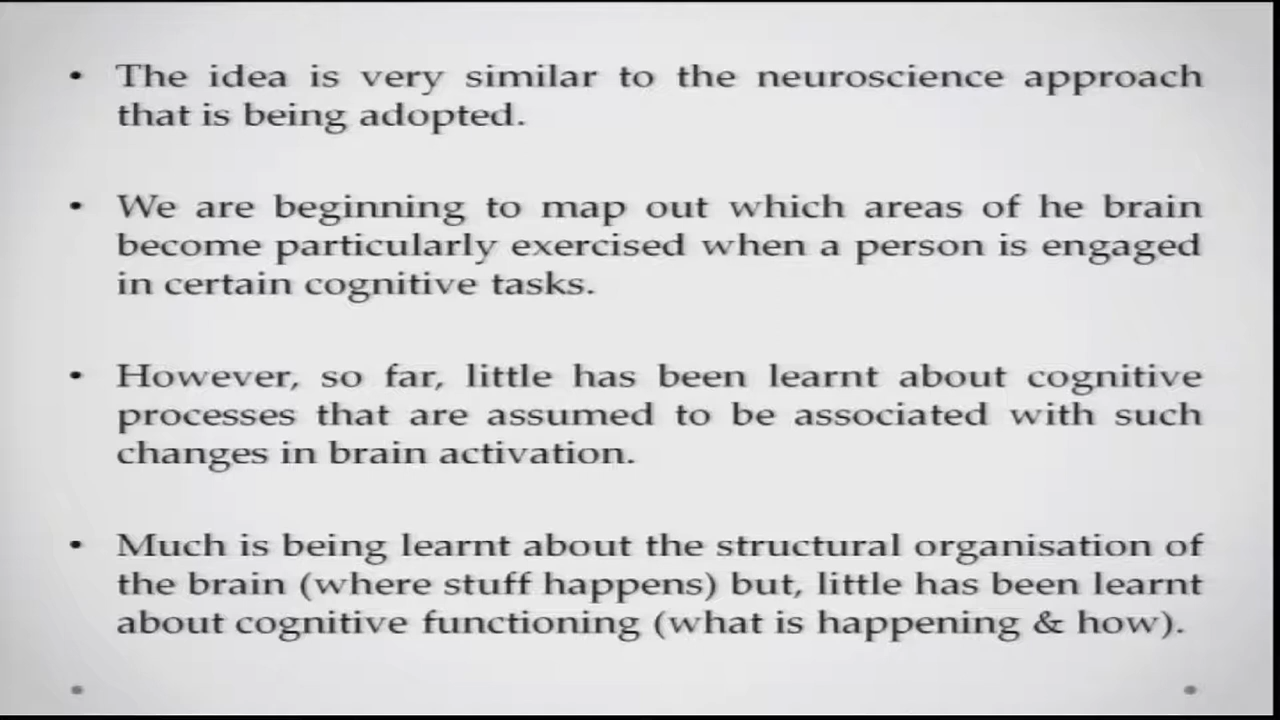 • The idea is very similar to the neuroscience approach
that is being adopted.
• We are beginning to map out which areas of he brain
become particularly exercised when a person is engaged
in certain cognitive tasks.
• However, so far, little has been learnt about cognitive
processes that are assumed to be associated with such
changes in brain activation.
• Much is being learnt about the structural organisation of
the brain (where stuff happens) but, little has been learnt
about cognitive functioning (what is happening & how).